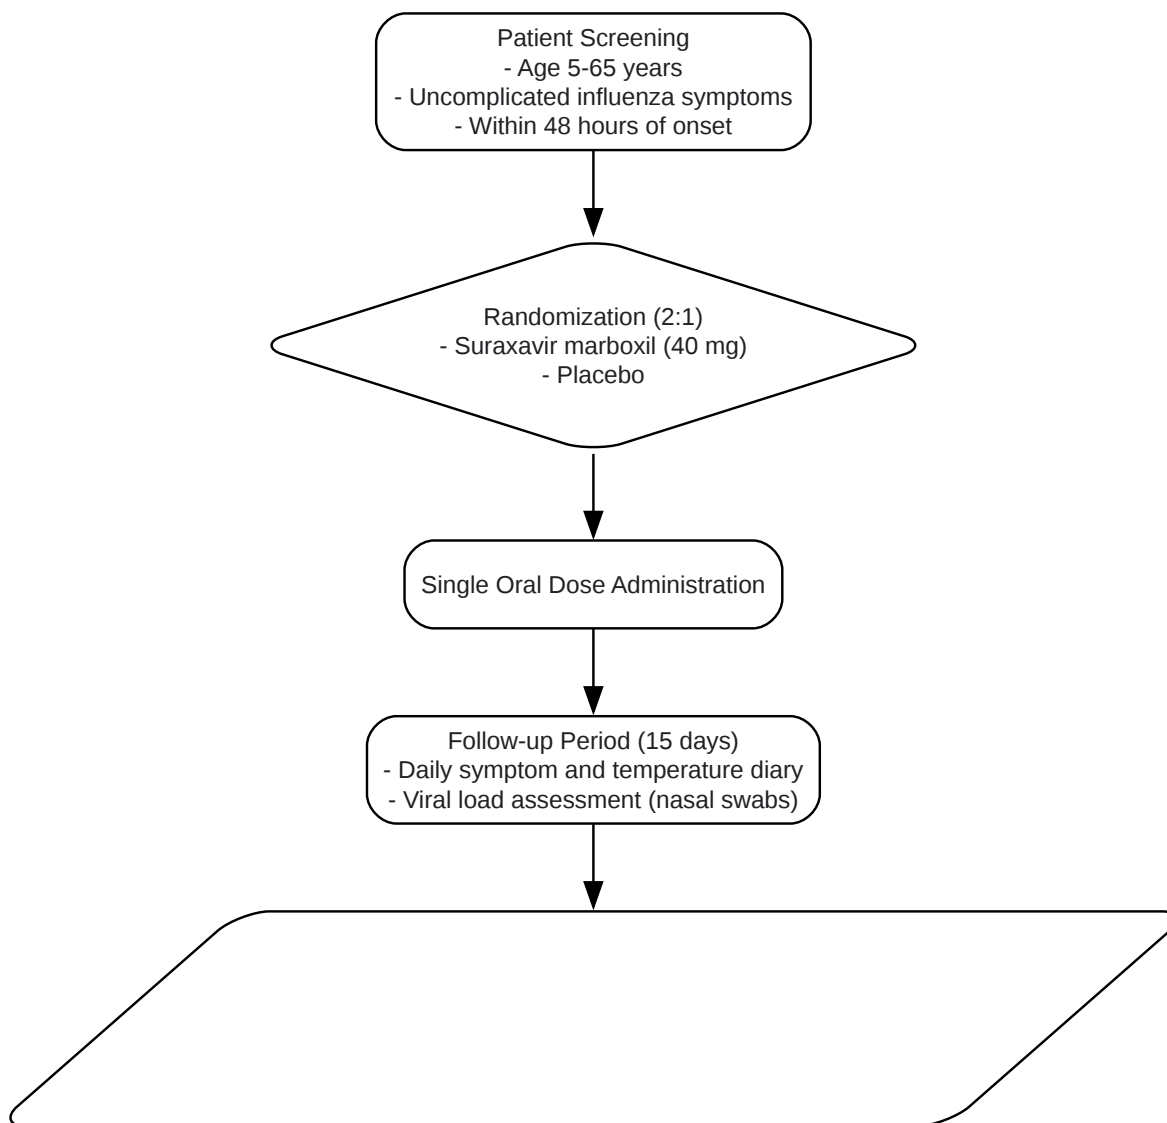 Patient Screening
- Age 5-65 years
- Uncomplicated influenza symptoms
- Within 48 hours of onset
Randomization (2:1)
- Suraxavir marboxil (40 mg)
- Placebo
Single Oral Dose Administration
Follow-up Period (15 days)
- Daily symptom and temperature diary
- Viral load assessment (nasal swabs)